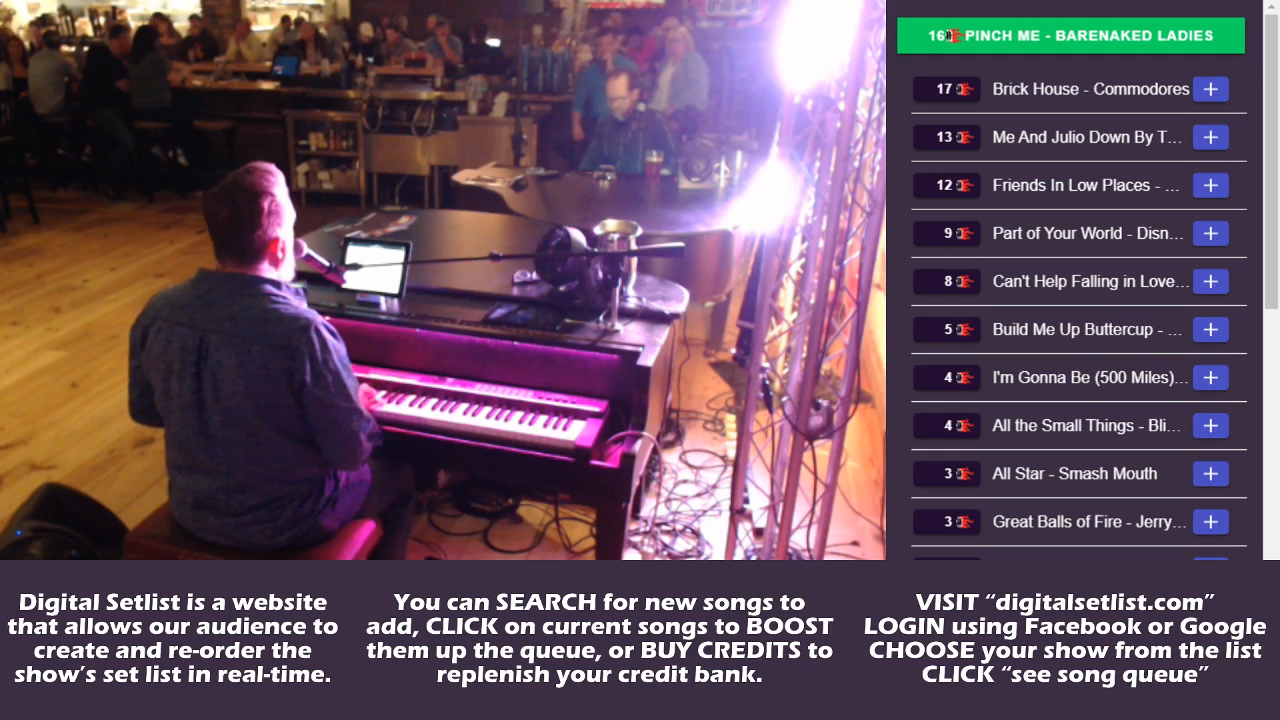 16 PINCH ME - BARENAKED LADIES
17 Brick House - Commodores +
13 Me And Julio Down By T... +
12 Friends In Low Places - ... +
9 Part of Your World - Disn... +
8 Can't Help Falling in Love... +
5 Build Me Up Buttercup - ... +
4 I'm Gonna Be (500 Miles)... +
4 All the Small Things - Bli... +
3 All Star - Smash Mouth +
3 Great Balls of Fire - Jerry... +
Digital Setlist is a website
that allows our audience to
create and re-order the
show's set list in real-time.
You can SEARCH for new songs to
add, CLICK on current songs to BOOST
them up the queue, or BUY CREDITS to
replenish your credit bank.
VISIT “digitalsetlist.com”
LOGIN using Facebook or Google
CHOOSE your show from the list
CLICK “see song queue”